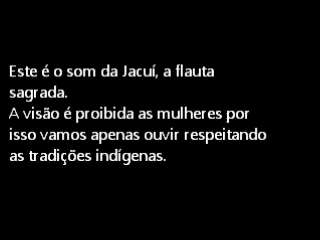 Este é o som da Jacuí, a flauta
sagrada.
A visão é proibida as mulheres por
isso vamos apenas ouvir respeitando
as tradições indígenas.